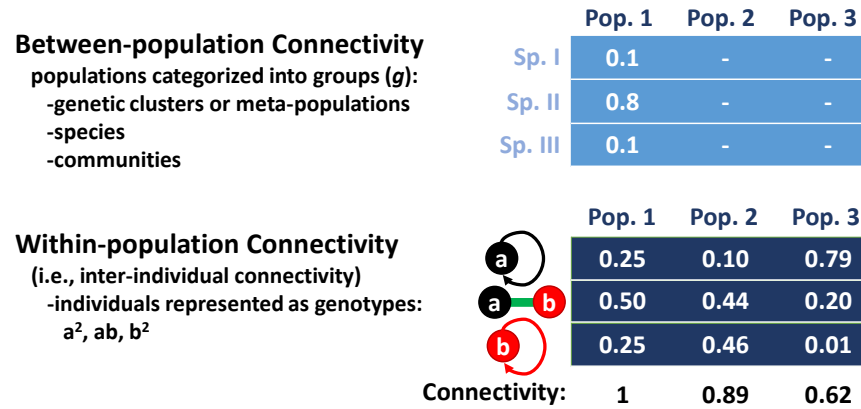 Pop. 1 Pop. 2 Pop. 3
Between-population Connectivity
populations categorized into groups (g):
-genetic clusters or meta-populations
-species
-communities
Sp. I 0.1 - -
Sp. II 0.8 - -
Sp. III 0.1 - -
Pop. 1 Pop. 2 Pop. 3
Within-population Connectivity
(i.e., inter-individual connectivity)
-individuals represented as genotypes:
a², ab, b²
a 0.25 0.10 0.79
a b 0.50 0.44 0.20
b 0.25 0.46 0.01
Connectivity: 1 0.89 0.62